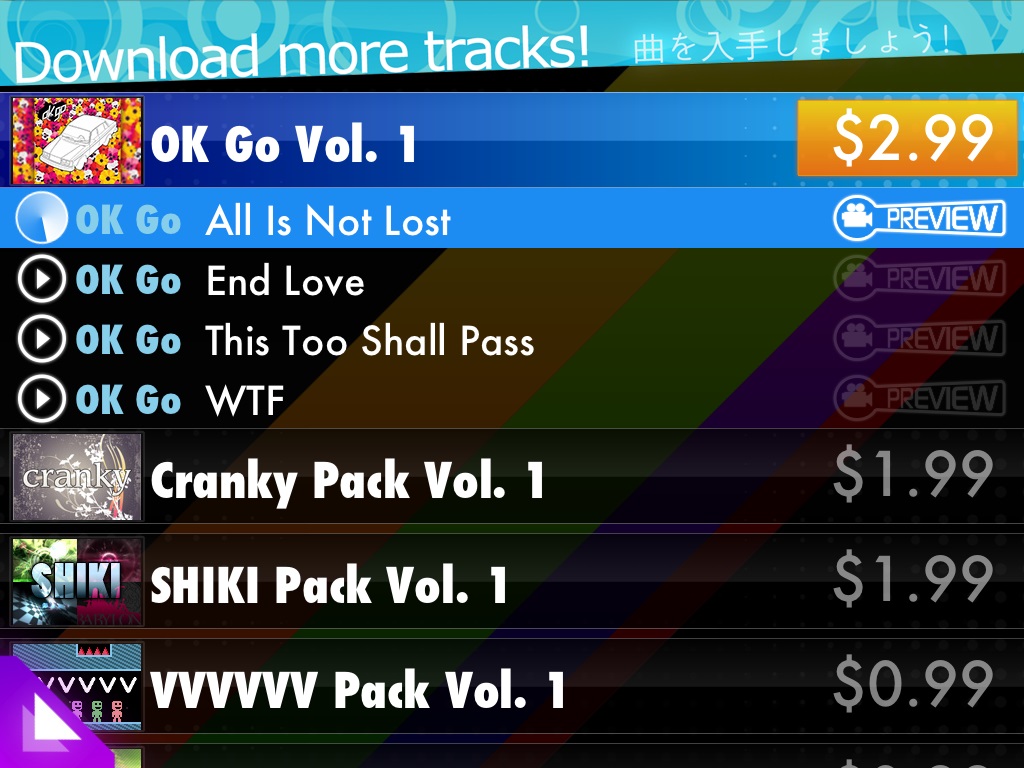 Download more tracks! 曲を入手しましょう!
ok go
OK Go Vol. 1 $2.99
OK Go All Is Not Lost PREVIEW
OK Go End Love PREVIEW
OK Go This Too Shall Pass PREVIEW
OK Go WTF PREVIEW
cranky
Cranky Pack Vol. 1 $1.99
SHIKI
SHIKI Pack Vol. 1 $1.99
VVVVVV Pack Vol. 1 $0.99